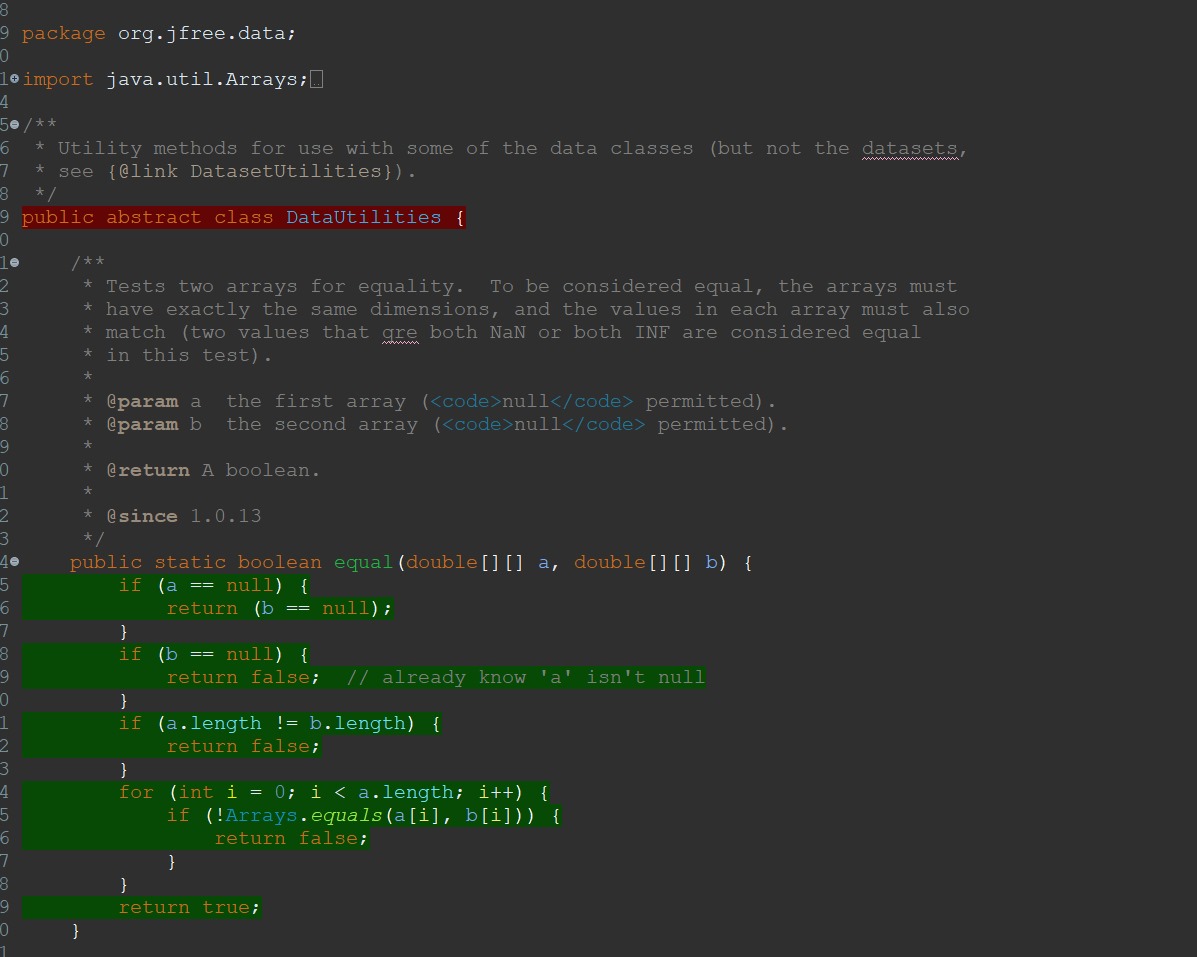 8
9 package org.jfree.data;
0
1 import java.util.Arrays;
4
5 /**
6  * Utility methods for use with some of the data classes (but not the datasets,
7  * see {@link DatasetUtilities}).
8  */
9 public abstract class DataUtilities {
0
1     /**
2      * Tests two arrays for equality.  To be considered equal, the arrays must
3      * have exactly the same dimensions, and the values in each array must also
4      * match (two values that qre both NaN or both INF are considered equal
5      * in this test).
6      *
7      * @param a  the first array (<code>null</code> permitted).
8      * @param b  the second array (<code>null</code> permitted).
9      *
0      * @return A boolean.
1      *
2      * @since 1.0.13
3      */
4     public static boolean equal(double[][] a, double[][] b) {
5         if (a == null) {
6             return (b == null);
7         }
8         if (b == null) {
9             return false;  // already know 'a' isn't null
0         }
1         if (a.length != b.length) {
2             return false;
3         }
4         for (int i = 0; i < a.length; i++) {
5             if (!Arrays.equals(a[i], b[i])) {
6                 return false;
7             }
8         }
9         return true;
0     }
1